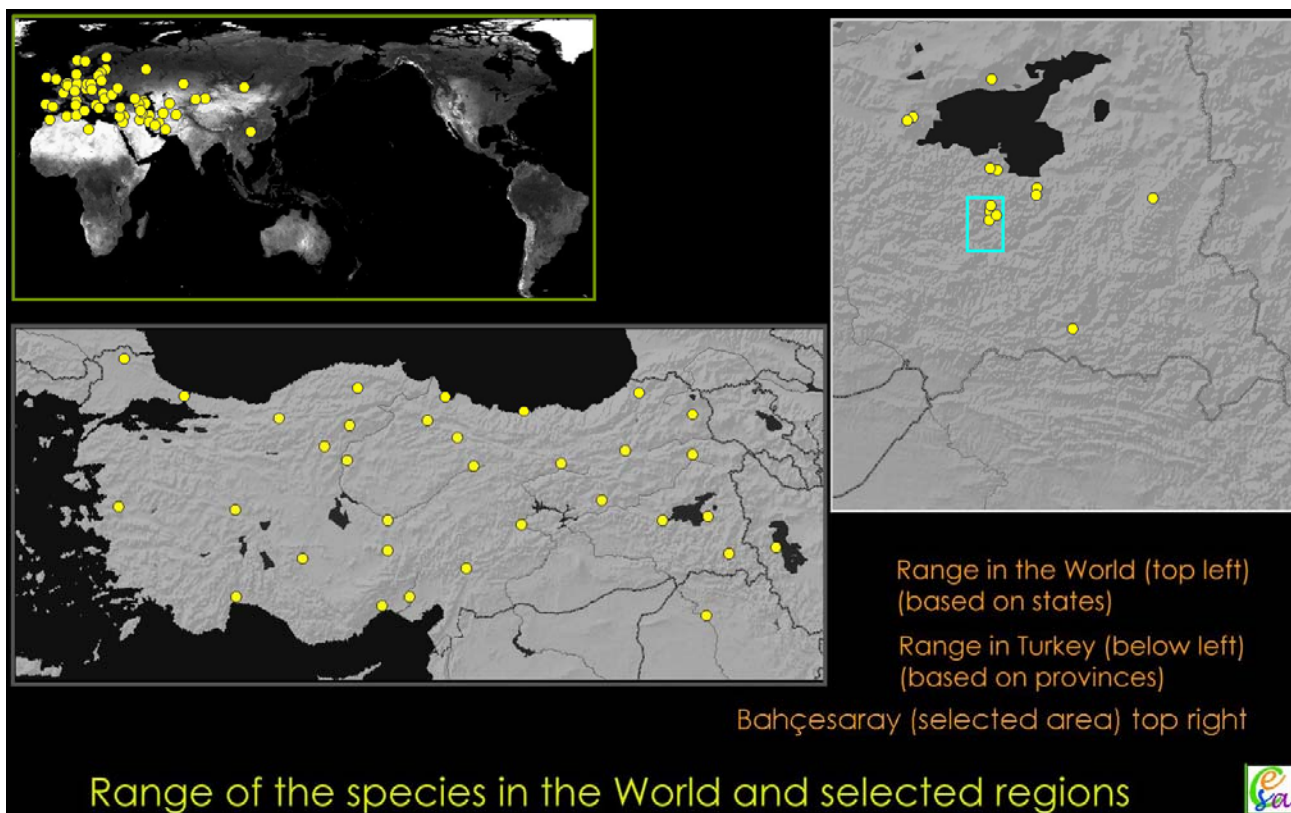 Range in the World (top left)
(based on states)
Range in Turkey (below left)
(based on provinces)
Bahçesaray (selected area) top right
Range of the species in the World and selected regions
esa